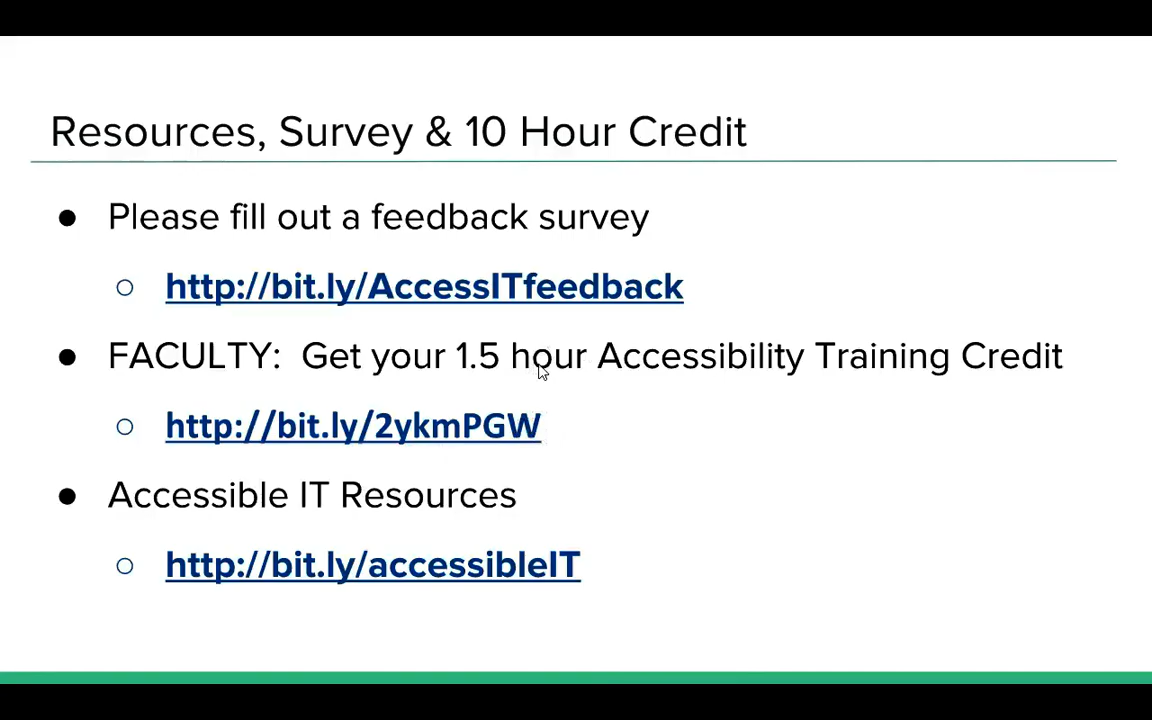 Resources, Survey & 10 Hour Credit
● Please fill out a feedback survey
○ http://bit.ly/AccessITfeedback
● FACULTY:  Get your 1.5 hour Accessibility Training Credit
○ http://bit.ly/2ykmPGW
● Accessible IT Resources
○ http://bit.ly/accessibleIT